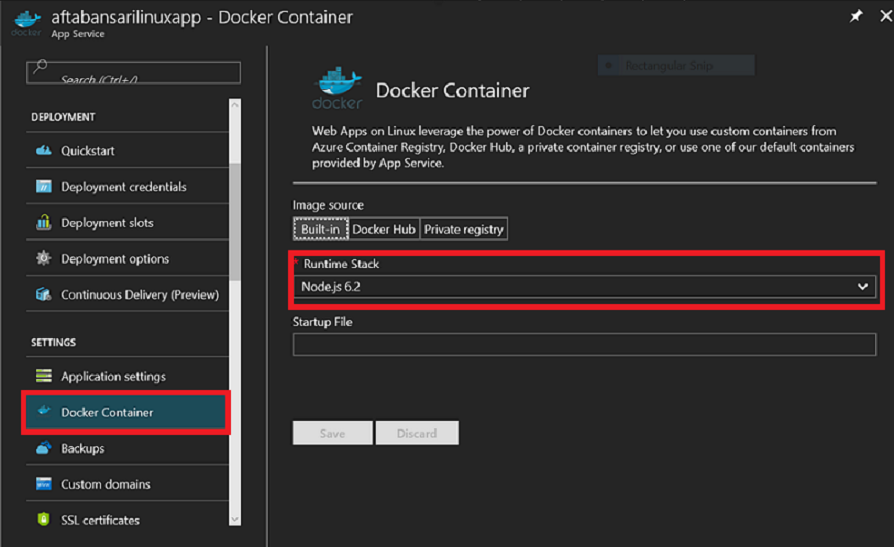 aftabansarilinuxapp - Docker Container
App Service
docker
Search (Ctrl+/)
DEPLOYMENT
Quickstart
Deployment credentials
Deployment slots
Deployment options
Continuous Delivery (Preview)
SETTINGS
Application settings
Docker Container
Backups
Custom domains
SSL certificates
Rectangular Snip
docker
Docker Container
Web Apps on Linux leverage the power of Docker containers to let you use custom containers from
Azure Container Registry, Docker Hub, a private container registry, or use one of our default containers
provided by App Service.
Image source
Built-in Docker Hub Private registry
* Runtime Stack
Node.js 6.2
Startup File
Save Discard